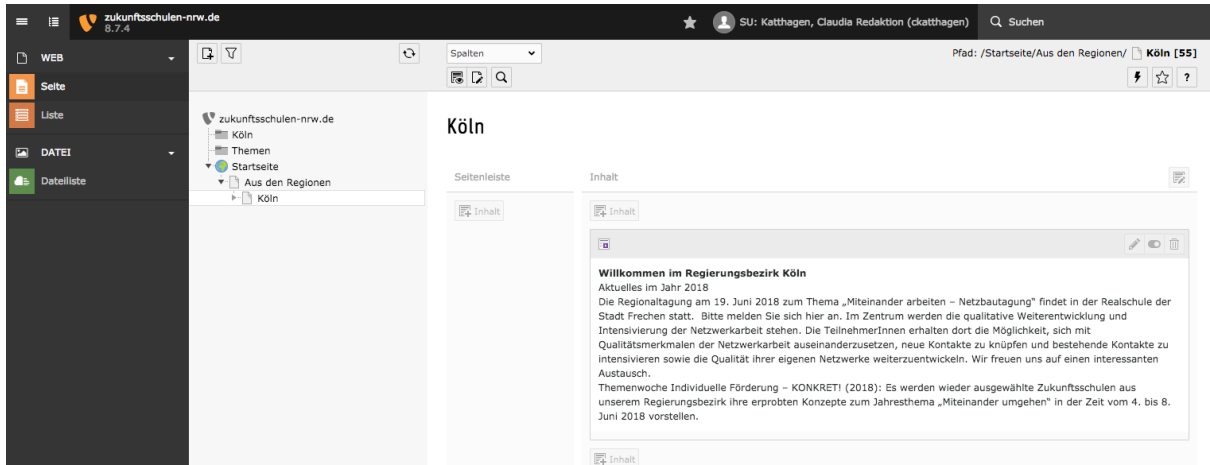 zukunftsschulen-nrw.de
8.7.4
SU: Katthagen, Claudia Redaktion (ckatthagen)
Suchen
WEB
Seite
Liste
DATEI
Dateiliste
zukunftsschulen-nrw.de
Köln
Themen
Startseite
Aus den Regionen
Köln
Spalten
Pfad: /Startseite/Aus den Regionen/ Köln [55]
?
Köln
Seitenleiste
Inhalt
Inhalt
Inhalt
Willkommen im Regierungsbezirk Köln
Aktuelles im Jahr 2018
Die Regionaltagung am 19. Juni 2018 zum Thema „Miteinander arbeiten – Netzbautagung" findet in der Realschule der
Stadt Frechen statt. Bitte melden Sie sich hier an. Im Zentrum werden die qualitative Weiterentwicklung und
Intensivierung der Netzwerkarbeit stehen. Die TeilnehmerInnen erhalten dort die Möglichkeit, sich mit
Qualitätsmerkmalen der Netzwerkarbeit auseinanderzusetzen, neue Kontakte zu knüpfen und bestehende Kontakte zu
intensivieren sowie die Qualität ihrer eigenen Netzwerke weiterzuentwickeln. Wir freuen uns auf einen interessanten
Austausch.
Themenwoche Individuelle Förderung – KONKRET! (2018): Es werden wieder ausgewählte Zukunftsschulen aus
unserem Regierungsbezirk ihre erprobten Konzepte zum Jahresthema „Miteinander umgehen" in der Zeit vom 4. bis 8.
Juni 2018 vorstellen.
Inhalt